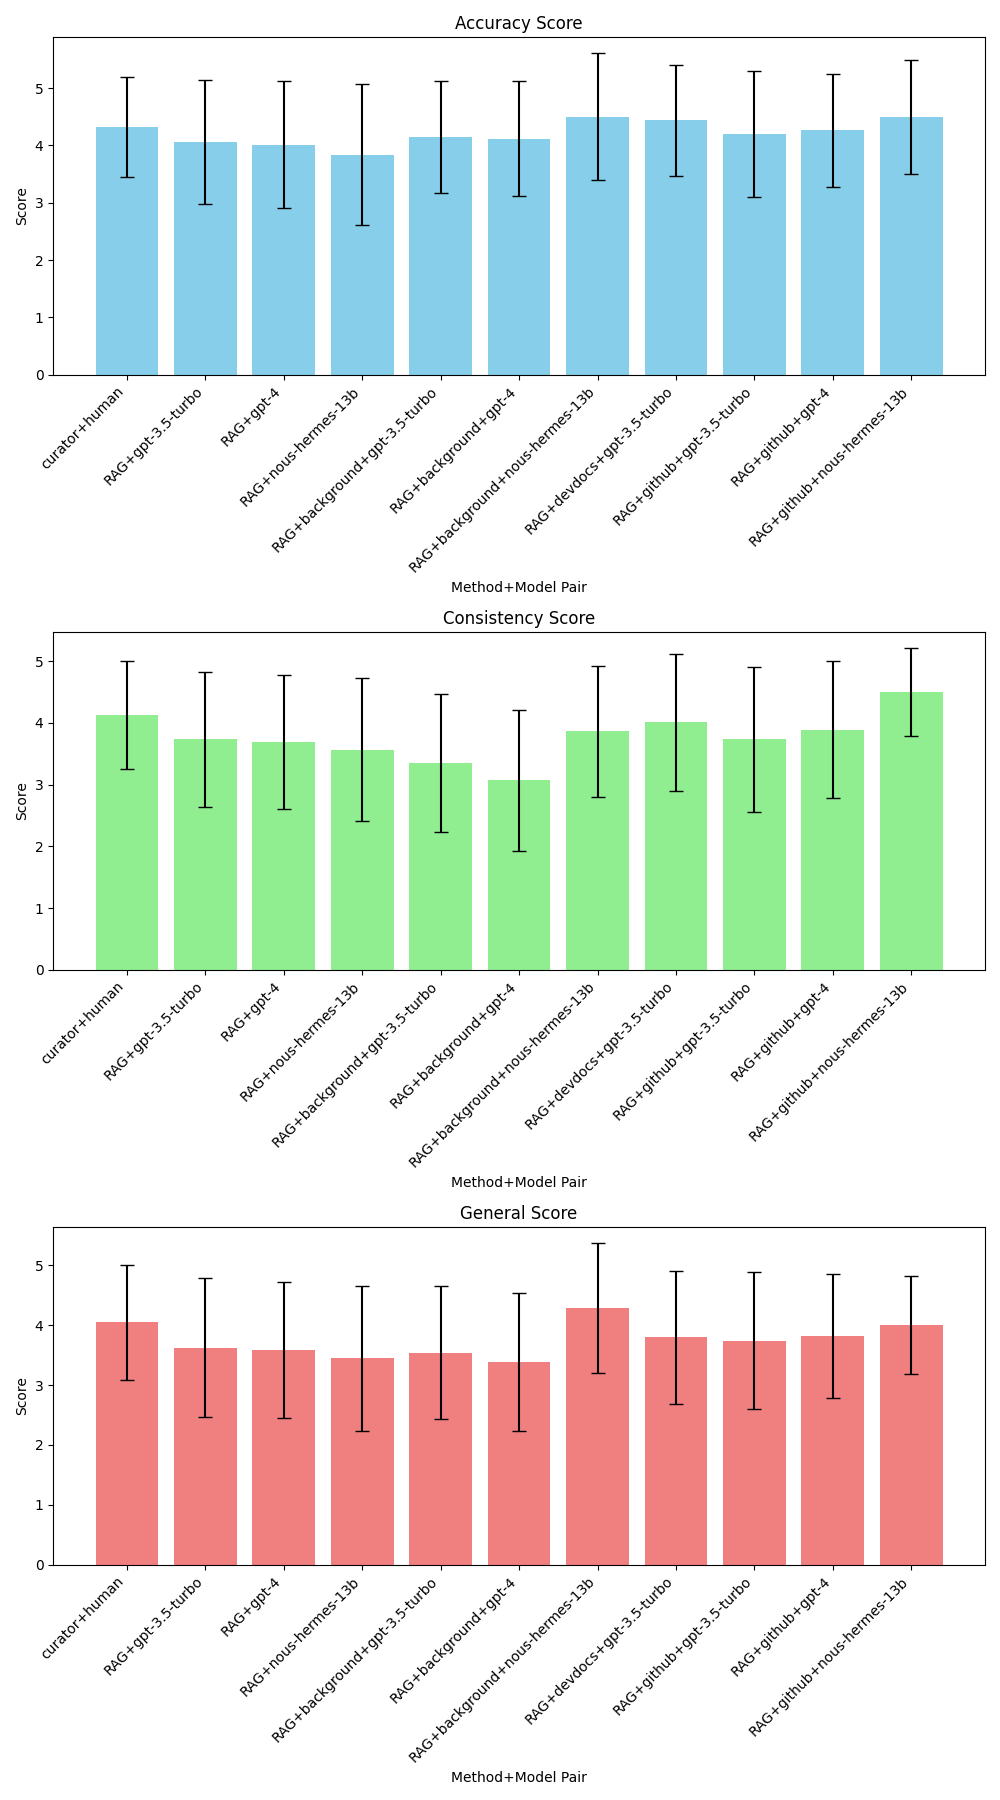 Accuracy Score
5
4
3
2
1
0
Score
curator+human
RAG+gpt-3.5-turbo
RAG+gpt-4
RAG+nous-hermes-13b
RAG+background+gpt-3.5-turbo
RAG+background+gpt-4
RAG+background+nous-hermes-13b
RAG+devdocs+gpt-3.5-turbo
RAG+github+gpt-3.5-turbo
RAG+github+gpt-4
RAG+github+nous-hermes-13b
Method+Model Pair
Consistency Score
5
4
3
2
1
0
Score
curator+human
RAG+gpt-3.5-turbo
RAG+gpt-4
RAG+nous-hermes-13b
RAG+background+gpt-3.5-turbo
RAG+background+gpt-4
RAG+background+nous-hermes-13b
RAG+devdocs+gpt-3.5-turbo
RAG+github+gpt-3.5-turbo
RAG+github+gpt-4
RAG+github+nous-hermes-13b
Method+Model Pair
General Score
5
4
3
2
1
0
Score
curator+human
RAG+gpt-3.5-turbo
RAG+gpt-4
RAG+nous-hermes-13b
RAG+background+gpt-3.5-turbo
RAG+background+gpt-4
RAG+background+nous-hermes-13b
RAG+devdocs+gpt-3.5-turbo
RAG+github+gpt-3.5-turbo
RAG+github+gpt-4
RAG+github+nous-hermes-13b
Method+Model Pair